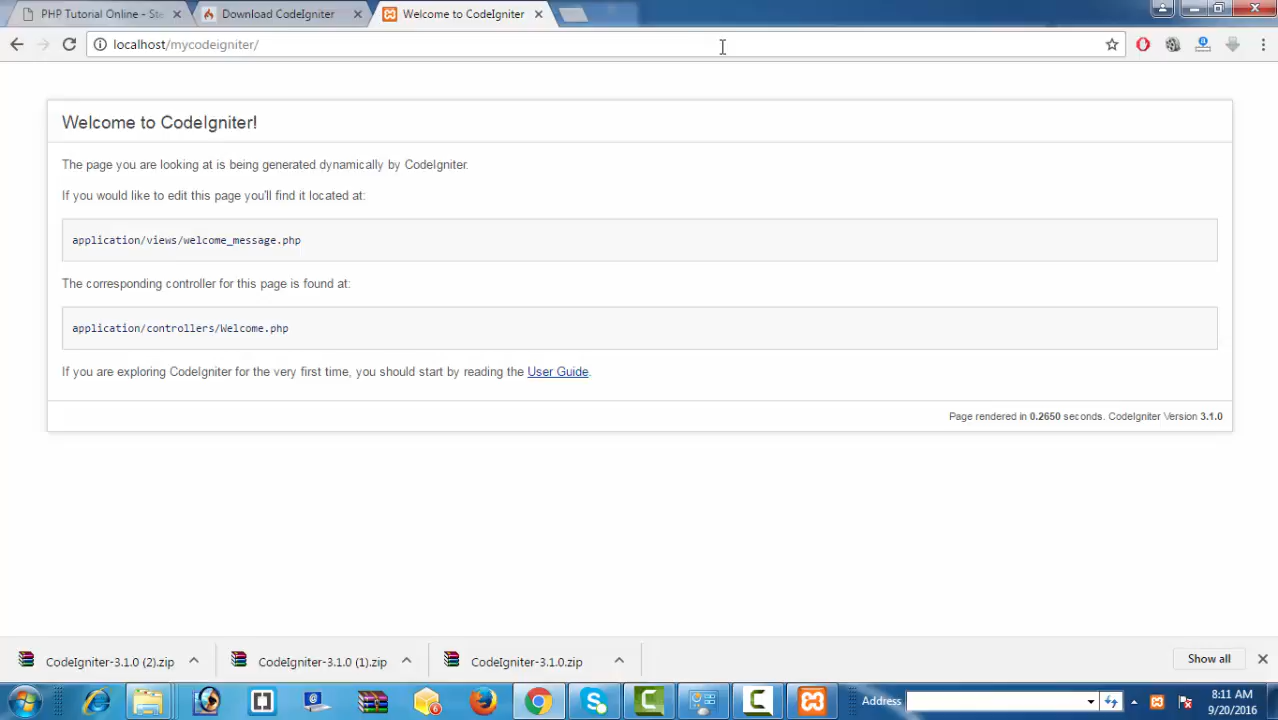 PHP Tutorial Online - Ste
Download CodeIgniter
Welcome to CodeIgniter
localhost/mycodeigniter/
Welcome to CodeIgniter!
The page you are looking at is being generated dynamically by CodeIgniter.
If you would like to edit this page you'll find it located at:
application/views/welcome_message.php
The corresponding controller for this page is found at:
application/controllers/Welcome.php
If you are exploring CodeIgniter for the very first time, you should start by reading the User Guide.
Page rendered in 0.2650 seconds. CodeIgniter Version 3.1.0
CodeIgniter-3.1.0 (2).zip
CodeIgniter-3.1.0 (1).zip
CodeIgniter-3.1.0.zip
Show all
Address
8:11 AM
9/20/2016